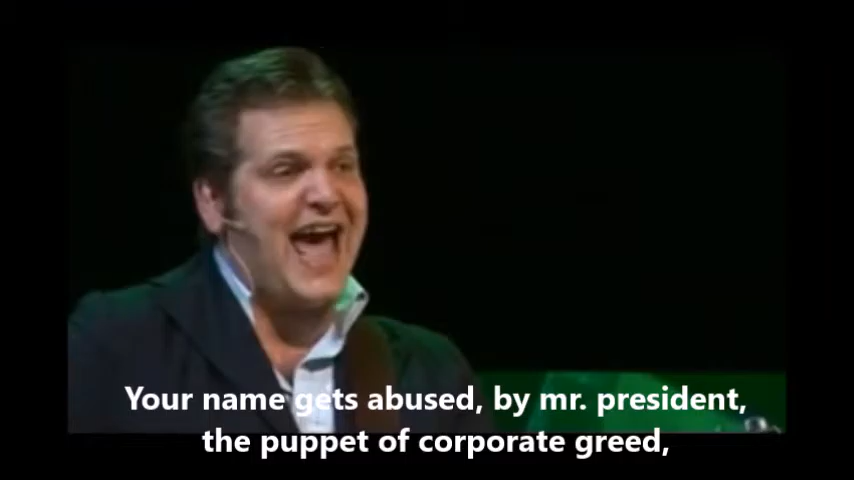 Your name gets abused, by mr. president,
the puppet of corporate greed,